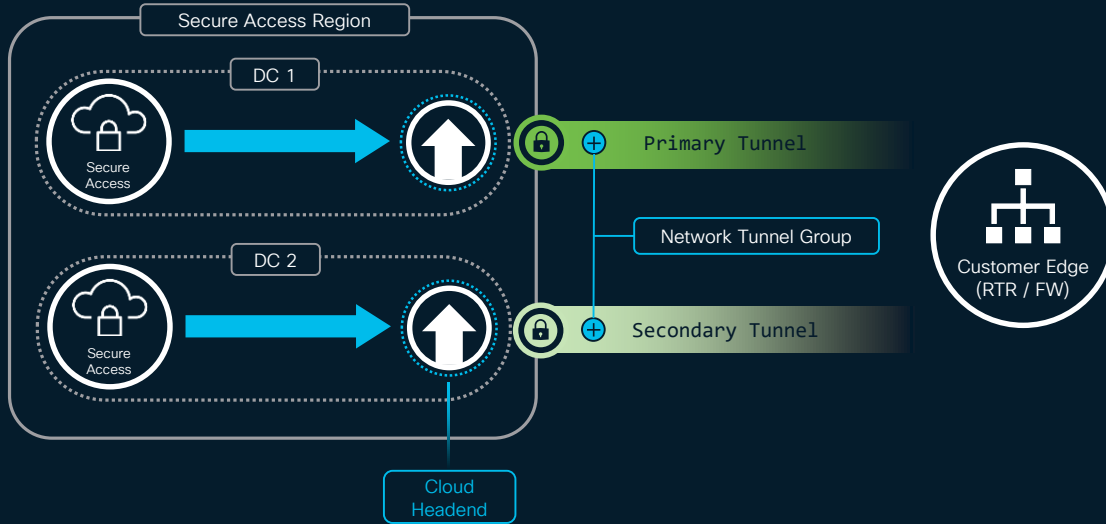 Secure Access Region
DC 1
Secure
Access
Primary Tunnel
Network Tunnel Group
Customer Edge
(RTR / FW)
DC 2
Secure
Access
Secondary Tunnel
Cloud
Headend